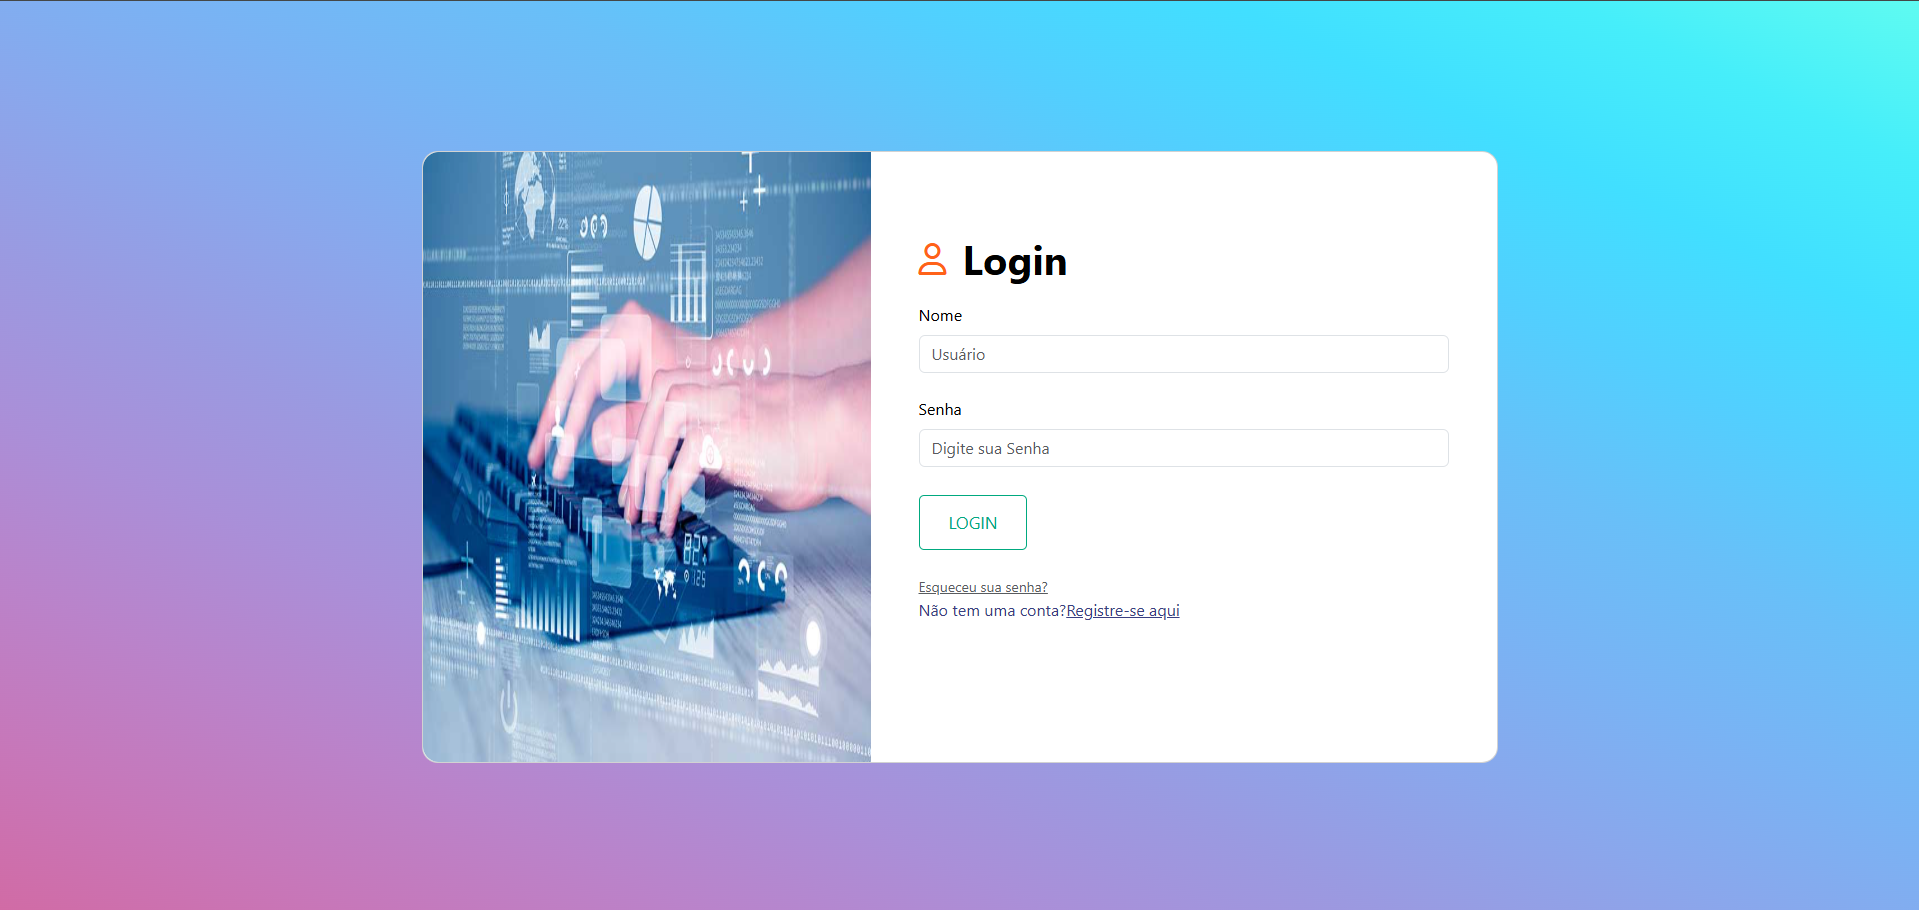 Login
Nome
Usuário
Senha
Digite sua Senha
LOGIN
Esqueceu sua senha?
Não tem uma conta?Registre-se aqui